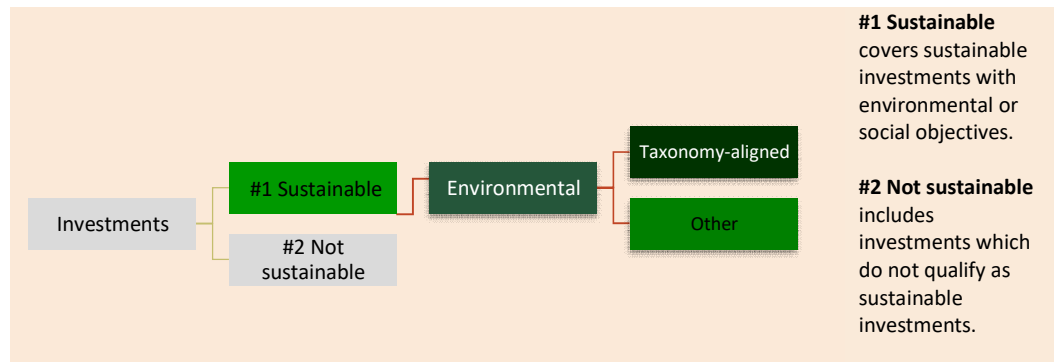 Investments
#1 Sustainable
#2 Not
sustainable
Environmental
Taxonomy-aligned
Other
#1 Sustainable
covers sustainable
investments with
environmental or
social objectives.
#2 Not sustainable
includes
investments which
do not qualify as
sustainable
investments.